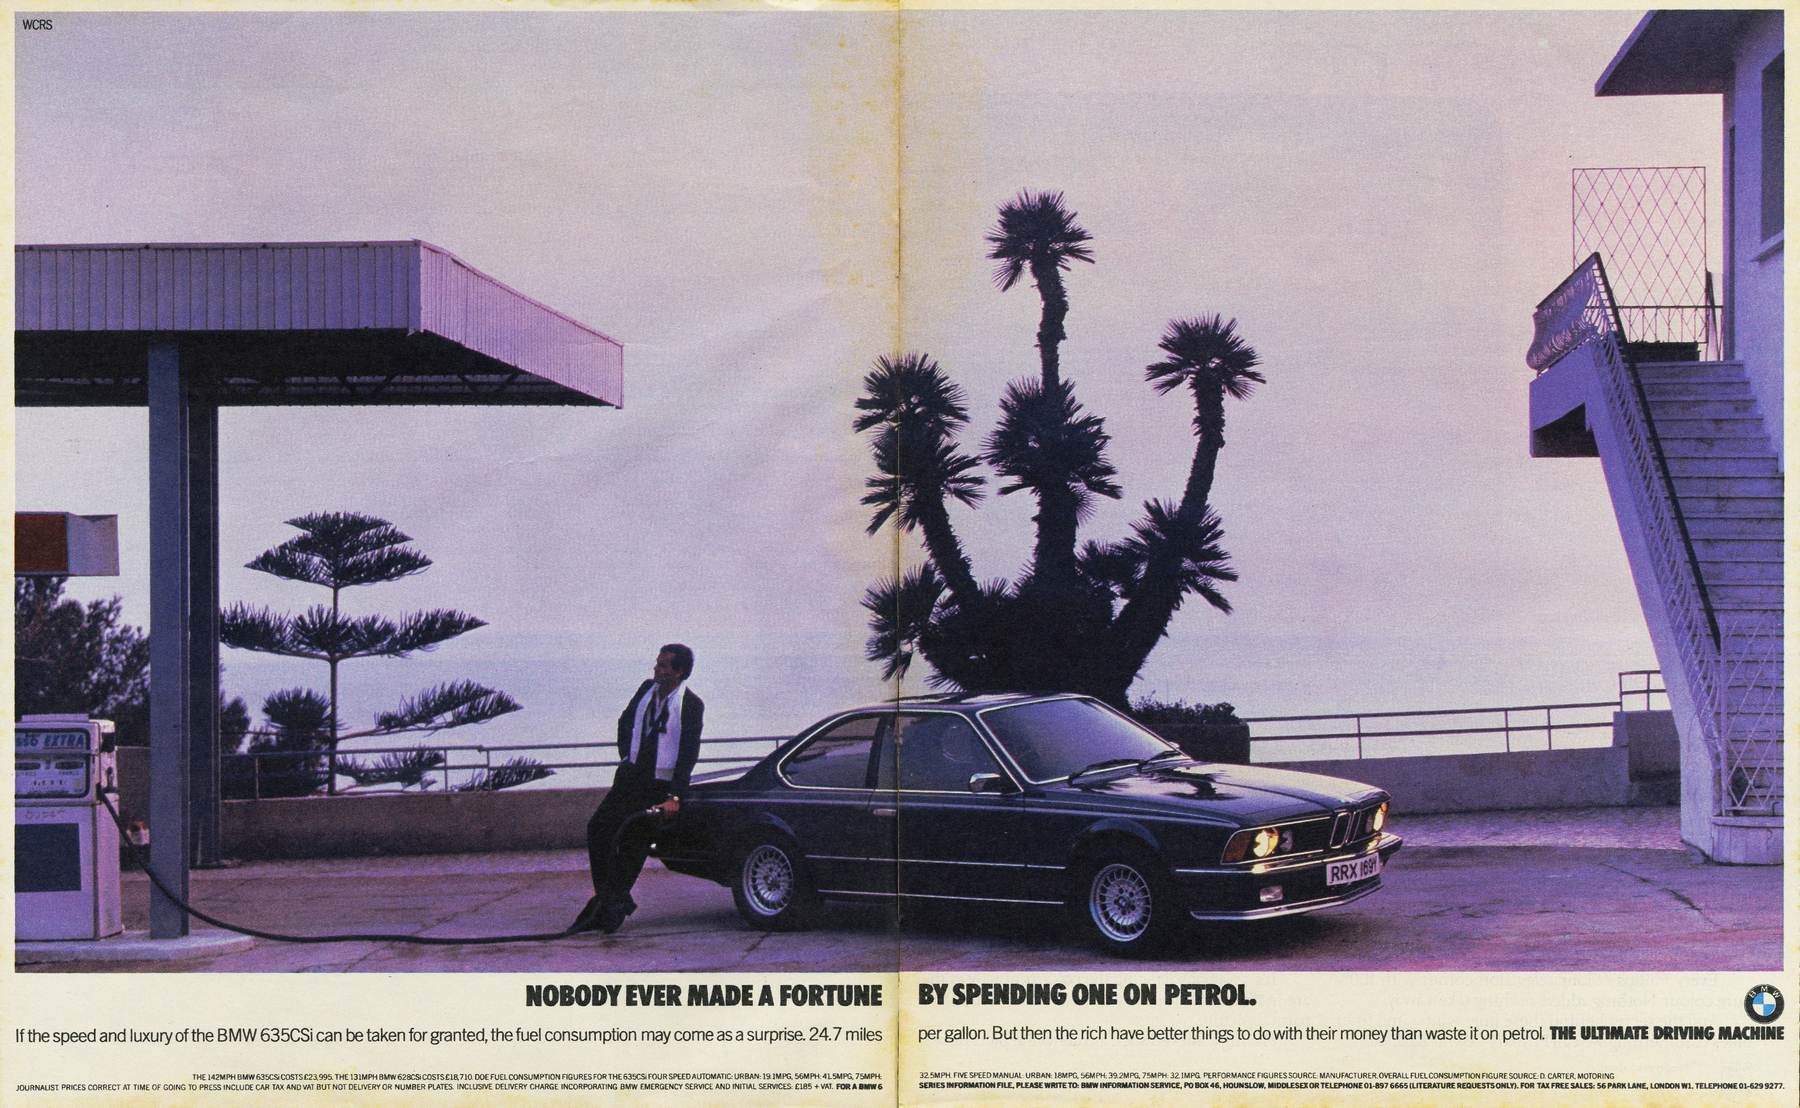 WCRS
EXTRA
Super
RRX 169Y
NOBODY EVER MADE A FORTUNE BY SPENDING ONE ON PETROL.
BMW
If the speed and luxury of the BMW 635CSi can be taken for granted, the fuel consumption may come as a surprise. 24.7 miles per gallon. But then the rich have better things to do with their money than waste it on petrol. THE ULTIMATE DRIVING MACHINE
THE 142MPH BMW 635CSi COSTS £23,995. THE 131MPH BMW 628CSi COSTS £18,710. DOE FUEL CONSUMPTION FIGURES FOR THE 635CSi FOUR SPEED AUTOMATIC: URBAN: 19.1MPG, 56MPH: 41.5MPG, 75MPH: 32.5MPH. FIVE SPEED MANUAL: URBAN: 18MPG, 56MPH: 39.2MPG, 75MPH: 32.1MPG. PERFORMANCE FIGURES SOURCE: MANUFACTURER. OVERALL FUEL CONSUMPTION FIGURE SOURCE: D. CARTER, MOTORING
JOURNALIST. PRICES CORRECT AT TIME OF GOING TO PRESS INCLUDE CAR TAX AND VAT BUT NOT DELIVERY OR NUMBER PLATES. INCLUSIVE DELIVERY CHARGE INCORPORATING BMW EMERGENCY SERVICE AND INITIAL SERVICES: £185 + VAT. FOR A BMW 6 SERIES INFORMATION FILE, PLEASE WRITE TO: BMW INFORMATION SERVICE, PO BOX 46, HOUNSLOW, MIDDLESEX OR TELEPHONE 01-897 6665 (LITERATURE REQUESTS ONLY). FOR TAX FREE SALES: 56 PARK LANE, LONDON W1. TELEPHONE 01-629 9277.